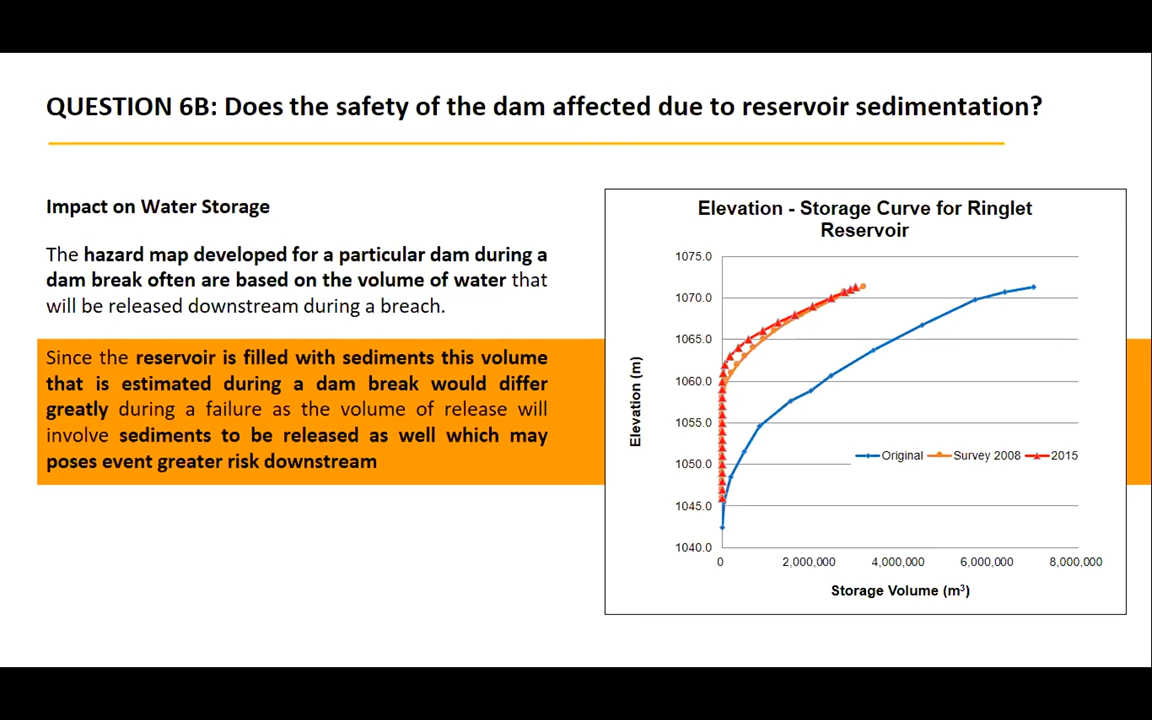 QUESTION 6B: Does the safety of the dam affected due to reservoir sedimentation?
Impact on Water Storage
The hazard map developed for a particular dam during a
dam break often are based on the volume of water that
will be released downstream during a breach.
Since the reservoir is filled with sediments this volume
that is estimated during a dam break would differ
greatly during a failure as the volume of release will
involve sediments to be released as well which may
poses event greater risk downstream
Elevation - Storage Curve for Ringlet
Reservoir
1075.0
1070.0
1065.0
1060.0
1055.0
1050.0
1045.0
1040.0
Elevation (m)
Original Survey 2008 2015
0 2,000,000 4,000,000 6,000,000 8,000,000
Storage Volume (m³)